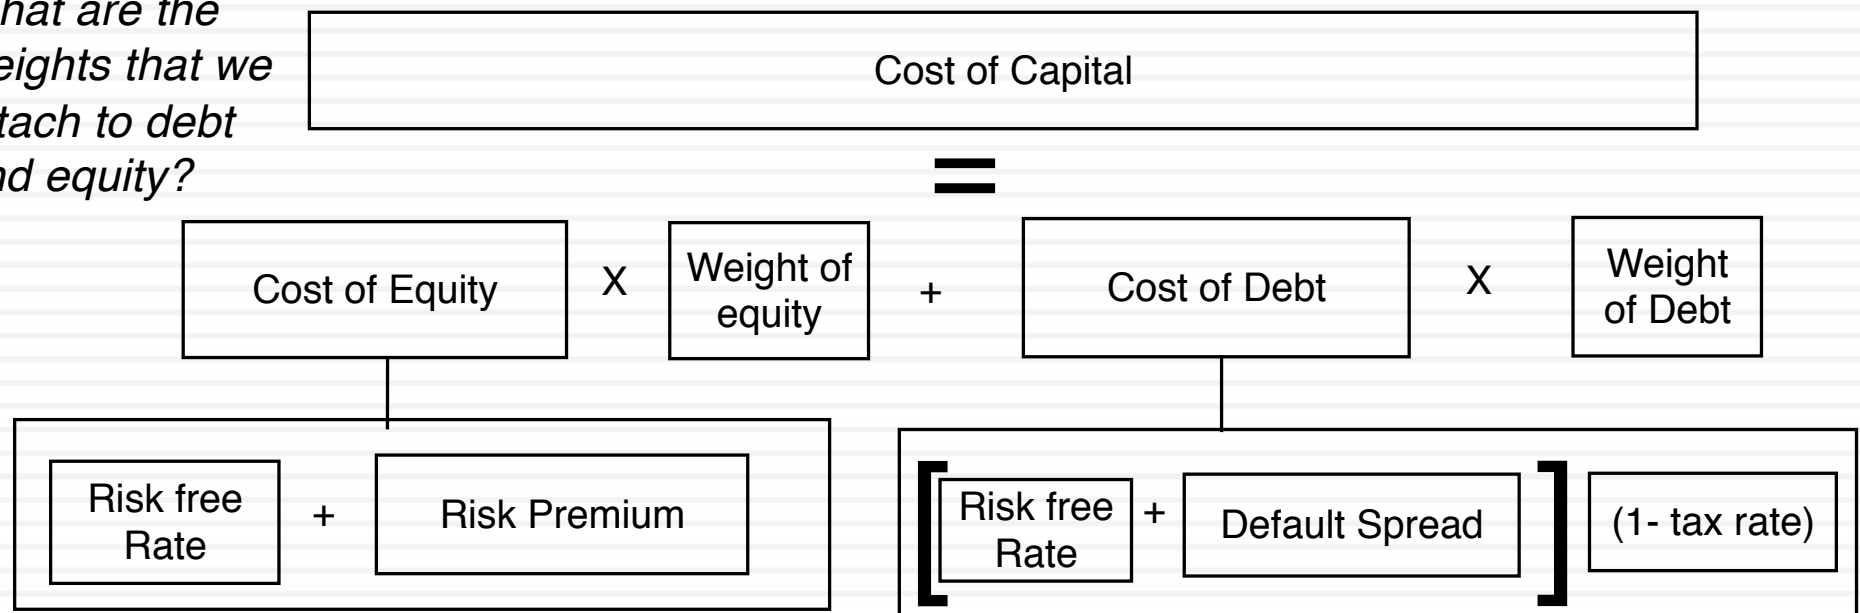 hat are the
eights that we
tach to debt
nd equity?
Cost of Capital
=
Cost of Equity X Weight of
equity + Cost of Debt X Weight
of Debt
Risk free
Rate + Risk Premium
[ Risk free
Rate + Default Spread ] (1- tax rate)